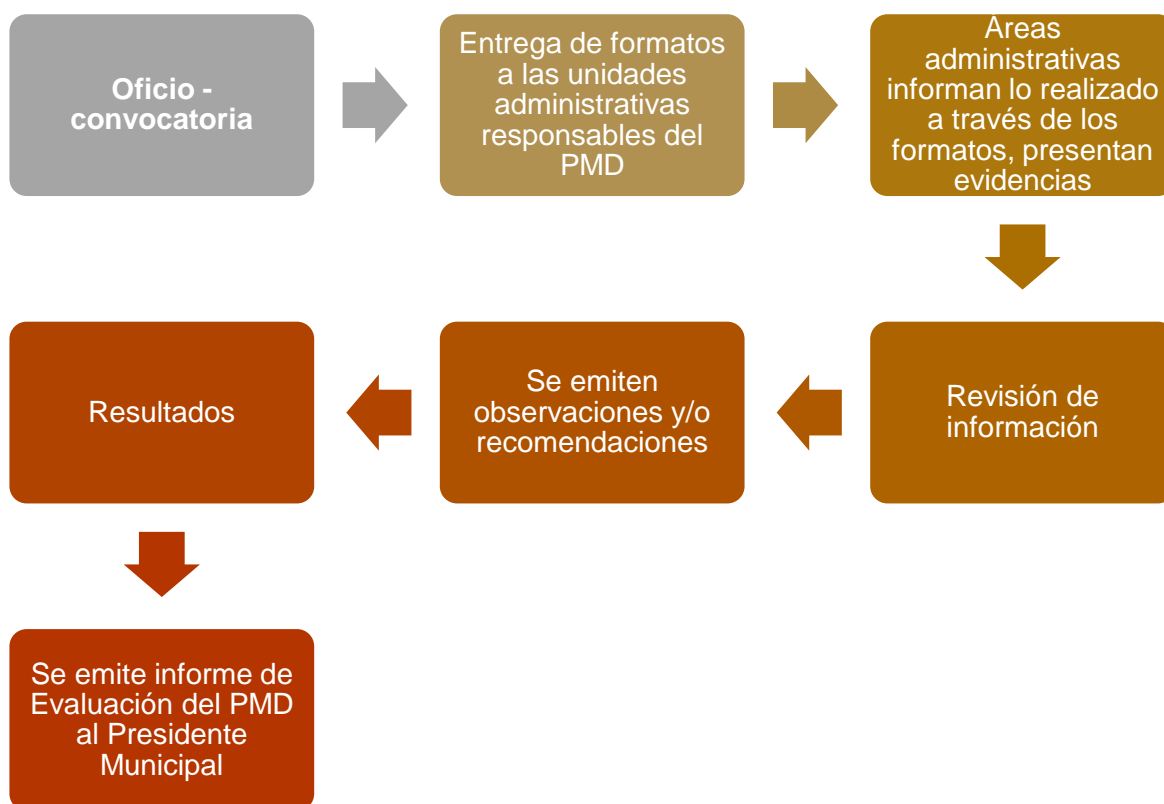 Oficio -
convocatoria
Entrega de formatos
a las unidades
administrativas
responsables del
PMD
Areas
administrativas
informan lo realizado
a través de los
formatos, presentan
evidencias
Revisión de
información
Se emiten
observaciones y/o
recomendaciones
Resultados
Se emite informe de
Evaluación del PMD
al Presidente
Municipal